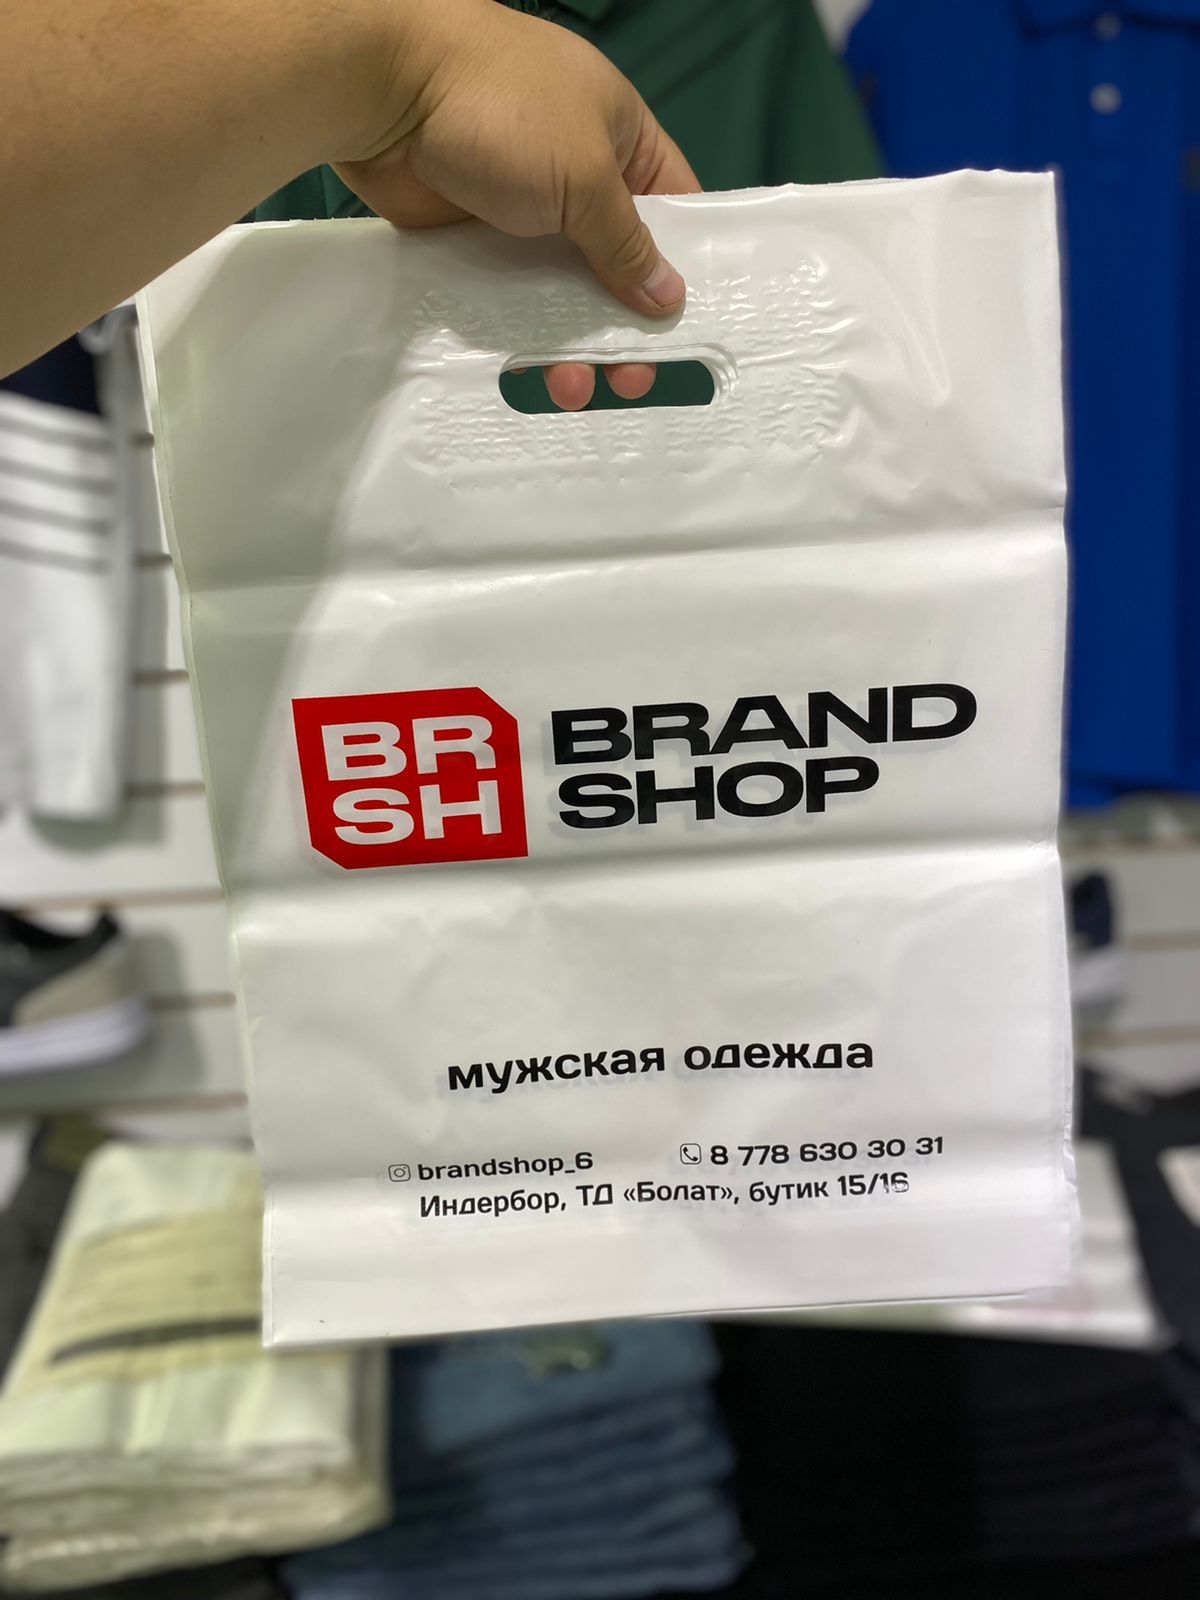 BR
SH
BRAND
SHOP
мужская одежда
brandshop_6
8 778 630 30 31
Индербор, ТД «Болат», бутик 15/16